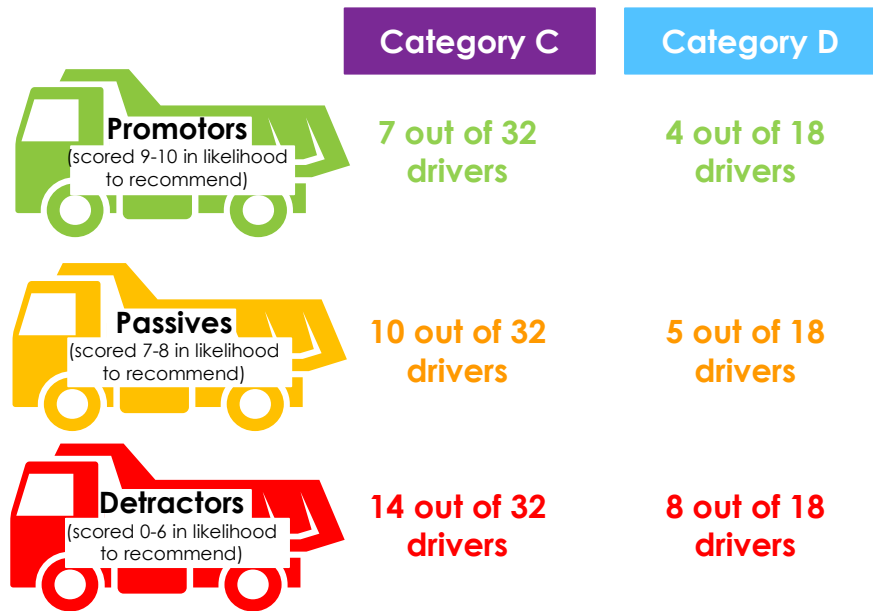 Category C
Category D
Promotors
(scored 9-10 in likelihood
to recommend)
7 out of 32
drivers
4 out of 18
drivers
Passives
(scored 7-8 in likelihood
to recommend)
10 out of 32
drivers
5 out of 18
drivers
Detractors
(scored 0-6 in likelihood
to recommend)
14 out of 32
drivers
8 out of 18
drivers